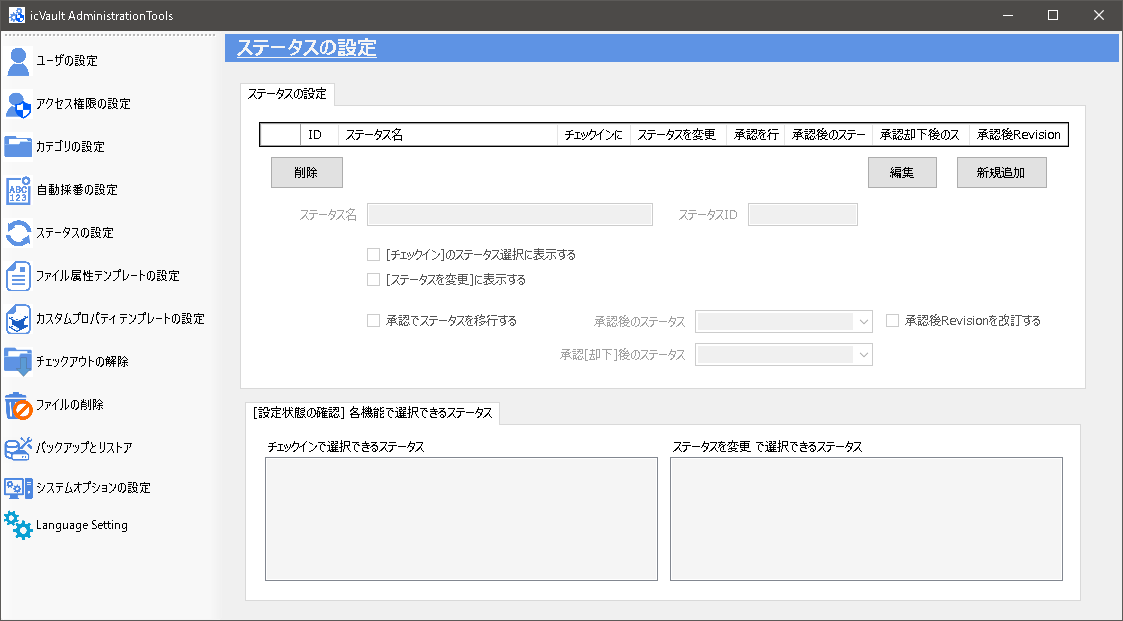 icVault AdministrationTools
ユーザの設定
アクセス権限の設定
カテゴリの設定
自動採番の設定
ステータスの設定
ファイル属性テンプレートの設定
カスタムプロパティテンプレートの設定
チェックアウトの解除
ファイルの削除
バックアップとリストア
システムオプションの設定
Language Setting
ステータスの設定
ステータスの設定
ID ステータス名 チェックインに ステータスを変更 承認を行 承認後のステー 承認却下後のス 承認後Revision
削除 編集 新規追加
ステータス名 ステータスID
[チェックイン]のステータス選択に表示する
[ステータスを変更]に表示する
承認でステータスを移行する 承認後のステータス 承認後Revisionを改訂する
承認[却下]後のステータス
[設定状態の確認] 各機能で選択できるステータス
チェックインで選択できるステータス ステータスを変更 で選択できるステータス
ABC
123